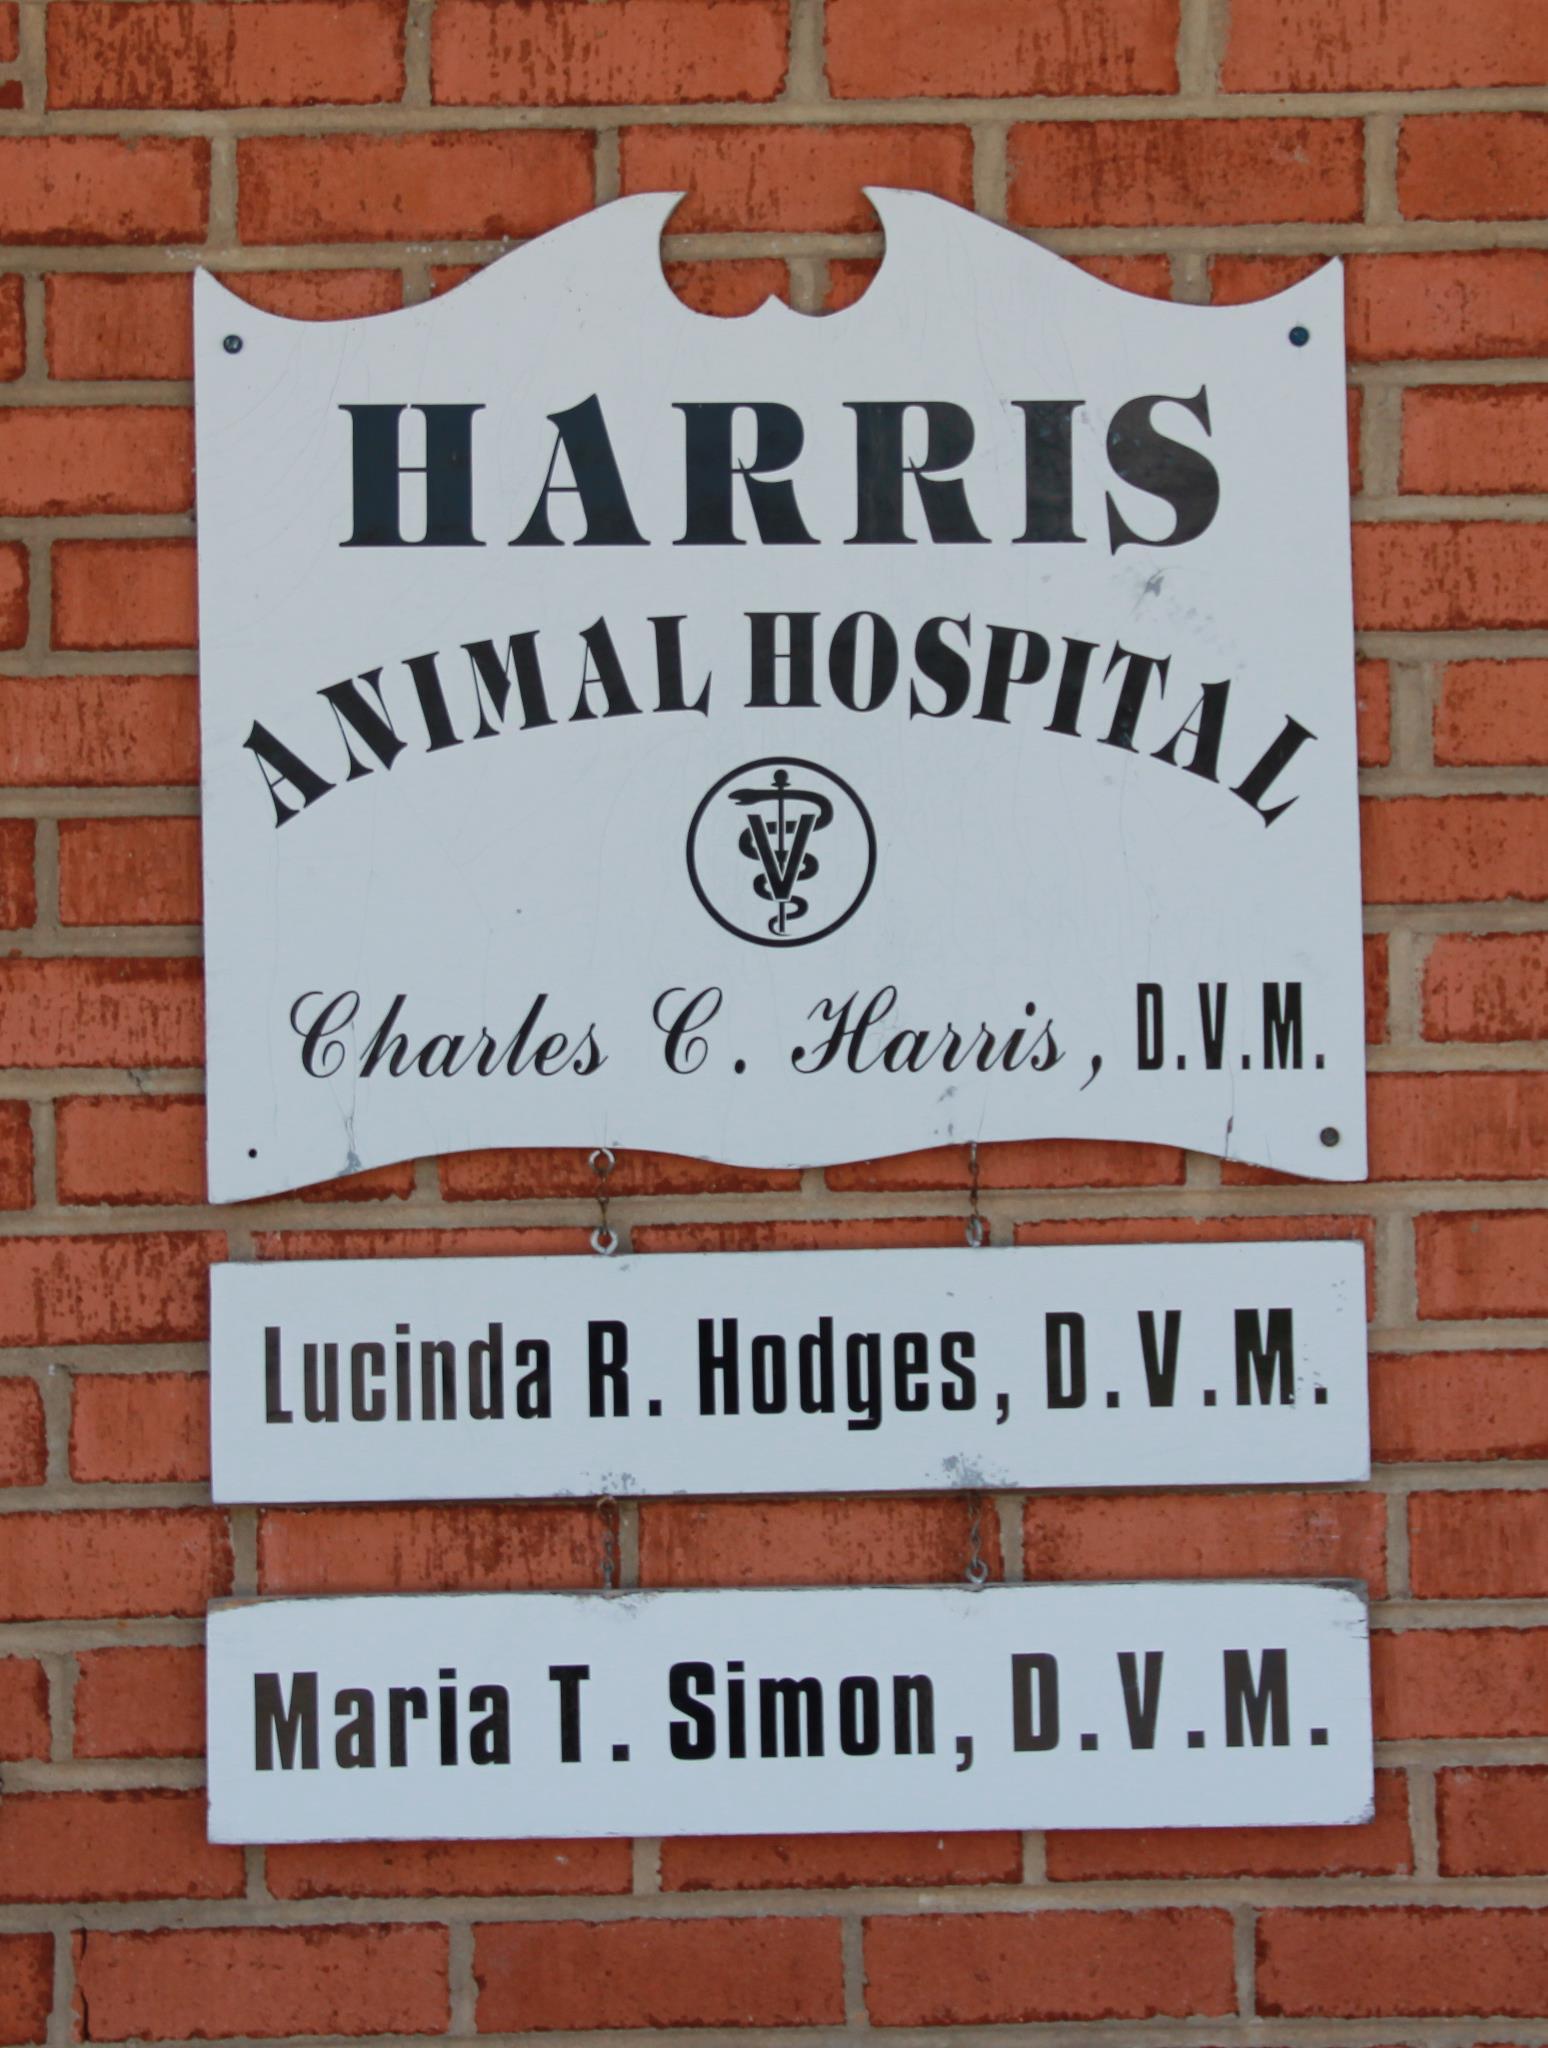 HARRIS
ANIMAL HOSPITAL
V
Charles C. Harris, D.V.M.
Lucinda R. Hodges, D.V.M.
Maria T. Simon, D.V.M.